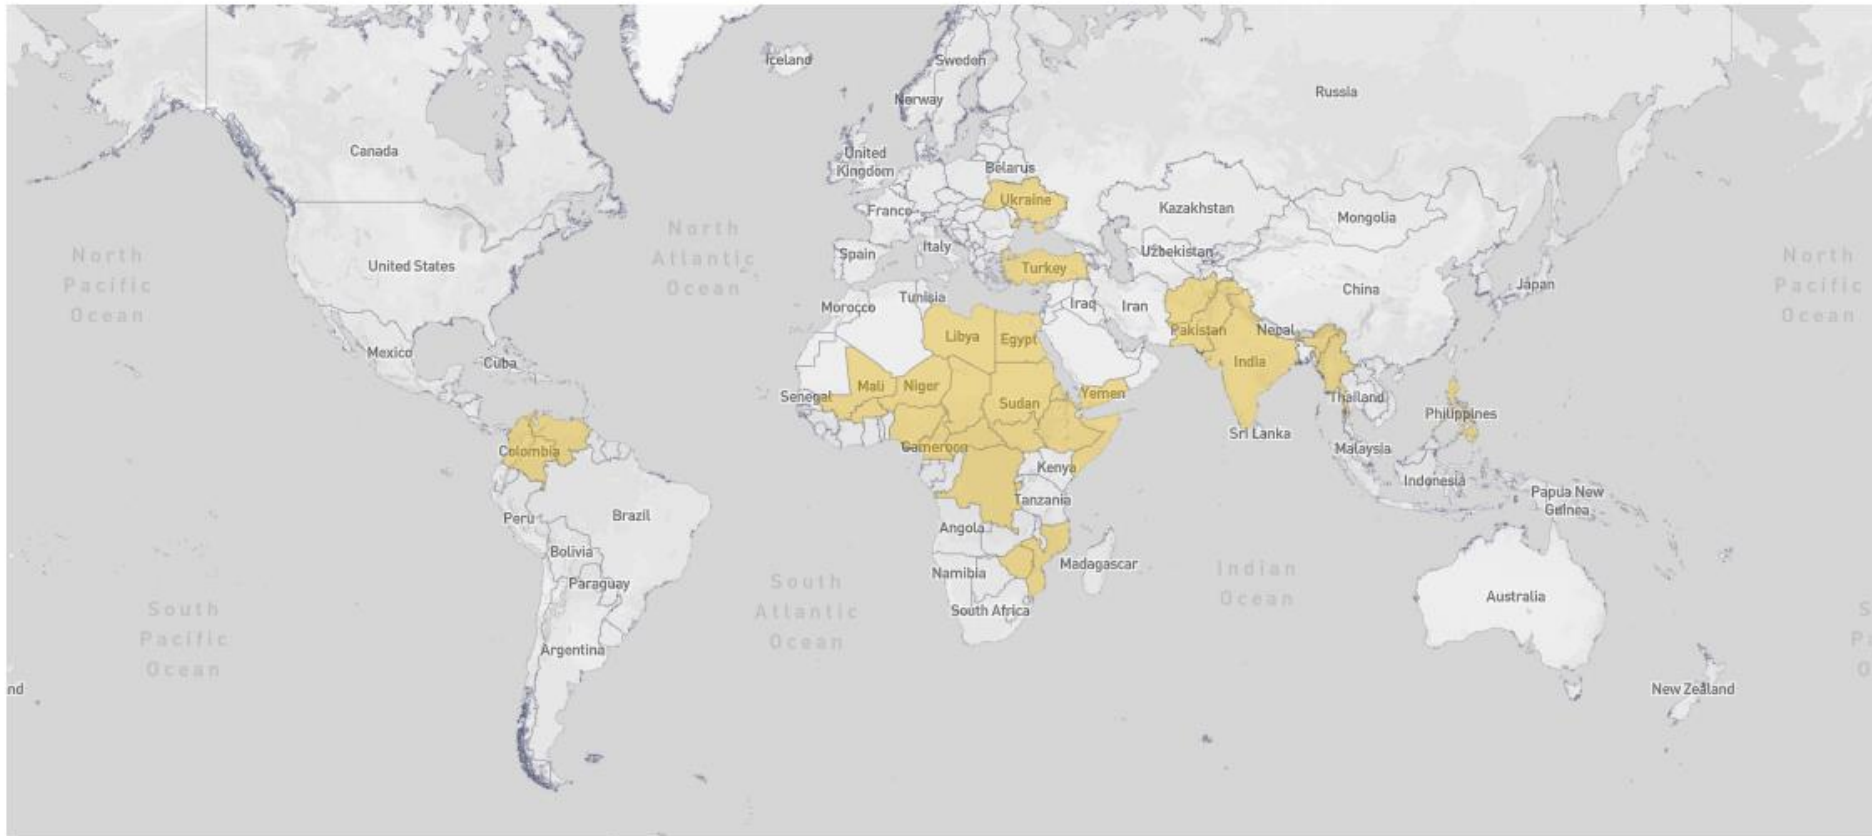 Iceland
Sweden
Norway
Russia
Canada
United
Kingdom
Belarus
Ukraine
France
Kazakhstan
Mongolia
North
Pacific
Ocean
North
Atlantic
Ocean
North
Pacific
Ocean
United States
Spain
Italy
Uzbekistan
Turkey
Japan
China
Morocco
Tunisia
Iraq
Iran
Libya
Egypt
Pakistan
Nepal
Mexico
Cuba
India
Senegal
Mali
Niger
Sudan
Yemen
Thailand
Philippines
Sri Lanka
Colombia
Cameroon
Malaysia
Kenya
Indonesia
Papua New
Guinea
Tanzania
Peru
Brazil
Angola
Bolivia
Madagascar
Namibia
Paraguay
South Africa
Indian
Ocean
Australia
South
Pacific
Ocean
South
Atlantic
Ocean
Argentina
nd
New Zealand
S
P
O